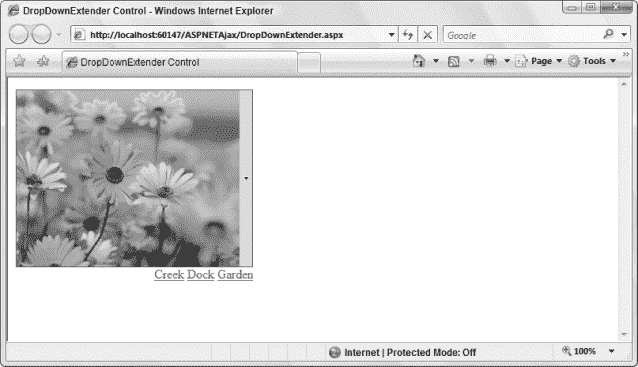 DropDownExtender Control - Windows Internet Explorer
http://localhost:60147/ASPNETAjax/DropDownExtender.aspx
Google
DropDownExtender Control
Page
Tools
Creek Dock Garden
Internet | Protected Mode: Off
100%